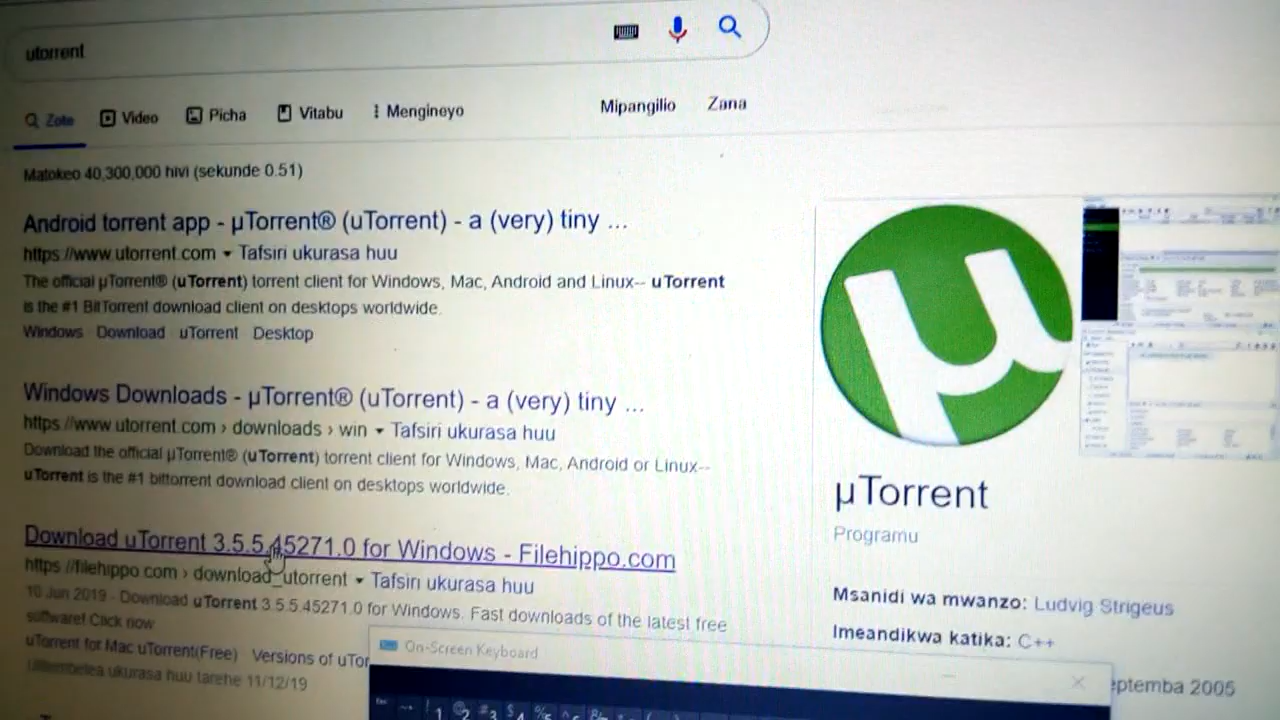 utorrent
Zote Video Picha Vitabu Mengineyo Mipangilio Zana
Matokeo 40,300,000 hivi (sekunde 0.51)
Android torrent app - µTorrent® (uTorrent) - a (very) tiny ...
https://www.utorrent.com Tafsiri ukurasa huu
The official µTorrent® (uTorrent) torrent client for Windows, Mac, Android and Linux-- uTorrent
is the #1 BitTorrent download client on desktops worldwide.
Windows Download uTorrent Desktop
Windows Downloads - µTorrent® (uTorrent) - a (very) tiny ...
https://www.utorrent.com › downloads › win Tafsiri ukurasa huu
Download the official µTorrent® (uTorrent) torrent client for Windows, Mac, Android or Linux--
uTorrent is the #1 bittorrent download client on desktops worldwide.
Download uTorrent 3.5.5.45271.0 for Windows - Filehippo.com
https://filehippo.com › download_utorrent Tafsiri ukurasa huu
10 Jun 2019 - Download uTorrent 3.5.5.45271.0 for Windows. Fast downloads of the latest free
software! Click now
uTorrent for Mac uTorrent(Free) Versions of uTor
Uliitembelea ukurasa huu tarehe 11/12/19
µ
µTorrent
Programu
Msanidi wa mwanzo: Ludvig Strigeus
Imeandikwa katika: C++
eptemba 2005
On-Screen Keyboard